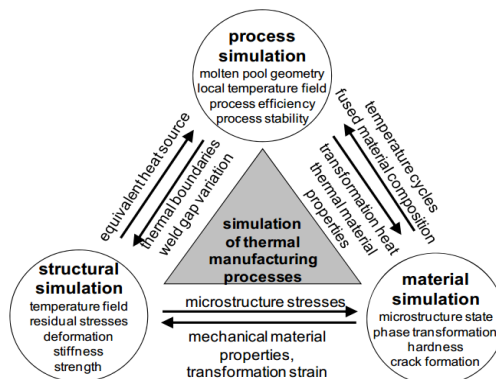 process
simulation
molten pool geometry
local temperature field
process efficiency
process stability
equivalent heat source
thermal boundaries
weld gap variation
temperature cycles
fused material composition
transformation heat
thermal material
properties
simulation
of thermal
manufacturing
processes
structural
simulation
temperature field
residual stresses
deformation
stiffness
strength
microstructure stresses
mechanical material
properties,
transformation strain
material
simulation
microstructure state
phase transformation
hardness
crack formation